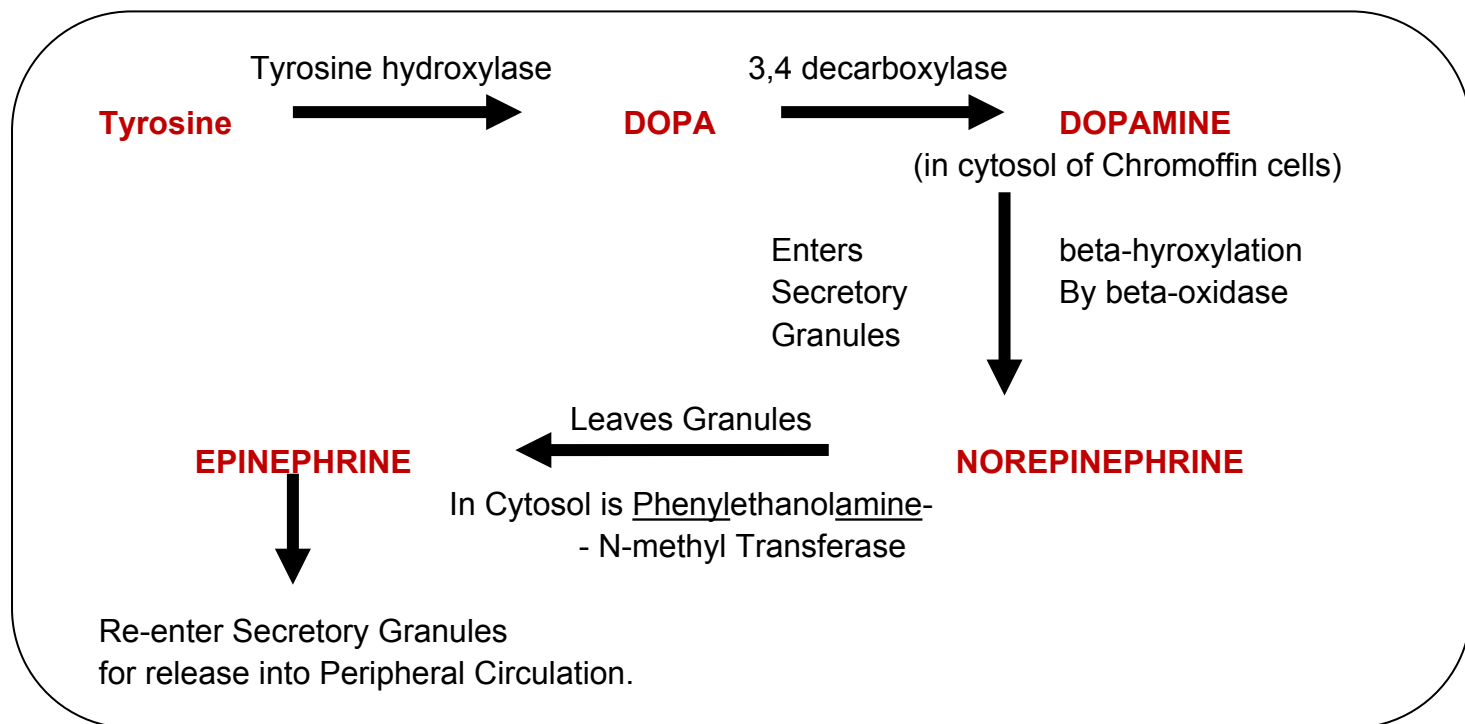 Tyrosine hydroxylase
3,4 decarboxylase
Tyrosine
DOPA
DOPAMINE
(in cytosol of Chromoffin cells)
Enters
Secretory
Granules
beta-hyroxylation
By beta-oxidase
Leaves Granules
EPINEPHRINE
NOREPINEPHRINE
In Cytosol is Phenylethanolamine-
- N-methyl Transferase
Re-enter Secretory Granules
for release into Peripheral Circulation.